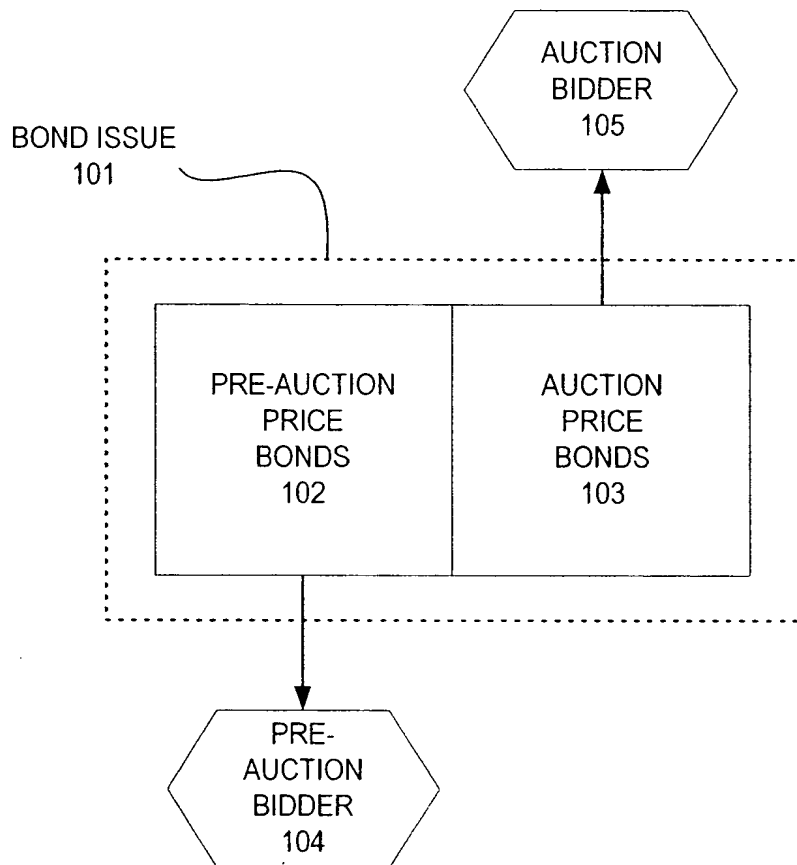 AUCTION
BIDDER
105
BOND ISSUE
101
PRE-AUCTION
PRICE
BONDS
102
AUCTION
PRICE
BONDS
103
PRE-
AUCTION
BIDDER
104